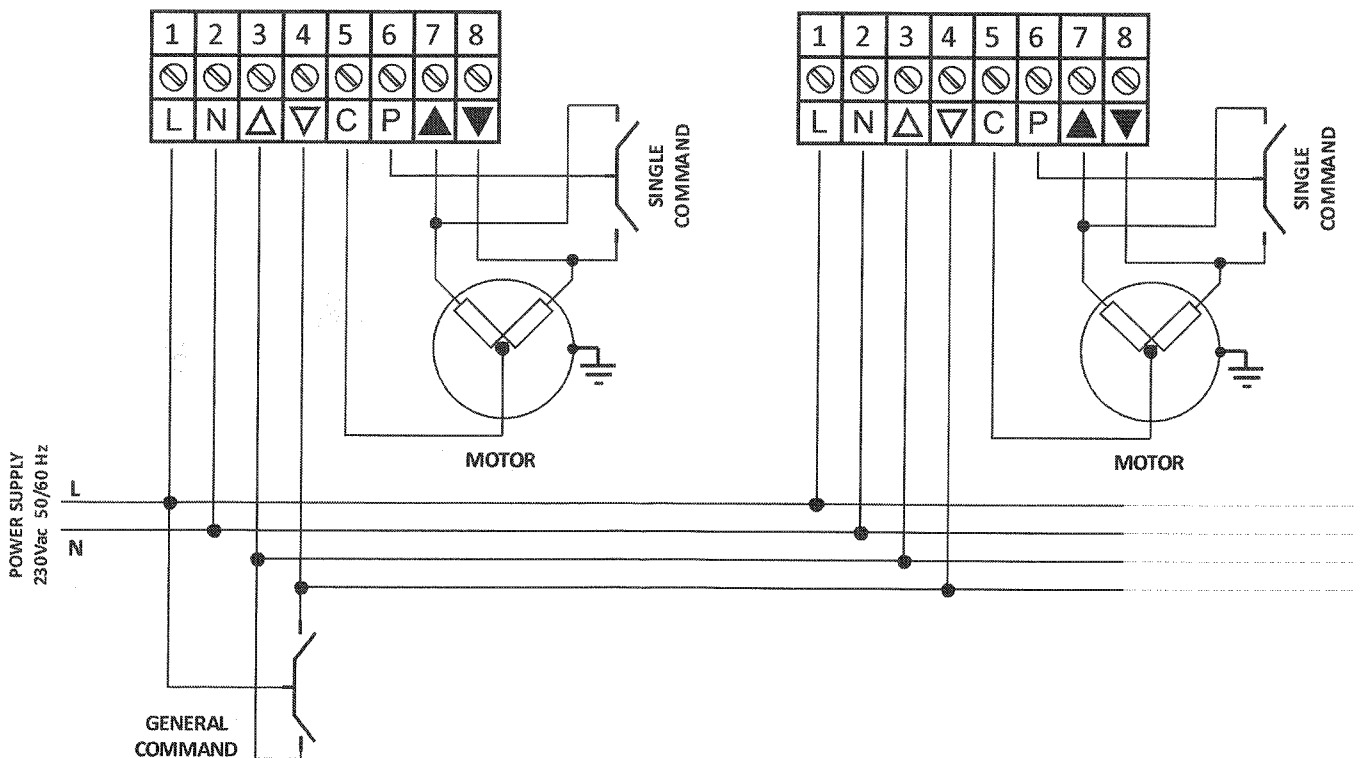 1 2 3 4 5 6 7 8
L N △ ▽ C P ▲ ▼
SINGLE
COMMAND
MOTOR
1 2 3 4 5 6 7 8
L N △ ▽ C P ▲ ▼
SINGLE
COMMAND
MOTOR
POWER SUPPLY
230Vac 50/60 Hz
L
N
GENERAL
COMMAND